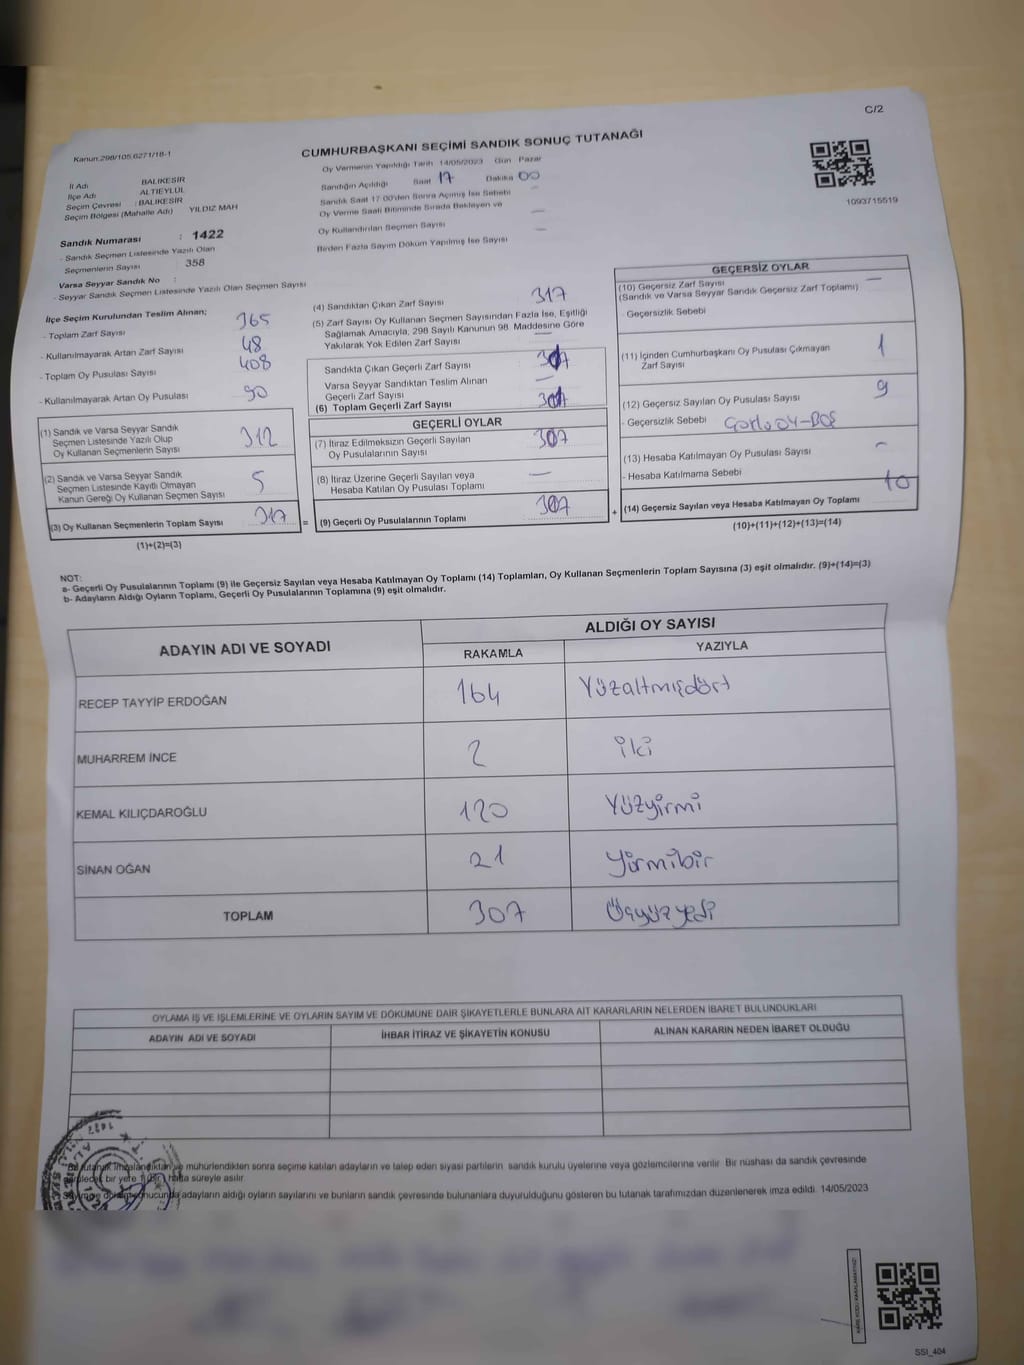 C/2
Kanun:298/105,6271/18-1
CUMHURBAŞKANI SEÇİMİ SANDIK SONUÇ TUTANAĞI
1093715519
İl Adı BALIKESİR
İlçe Adı ALTIEYLÜL
Seçim Çevresi : BALIKESİR
Seçim Bölgesi (Mahalle Adı) YILDIZ MAH
Sandık Numarası : 1422
- Sandık Seçmen Listesinde Yazılı Olan
Seçmenlerin Sayısı 358
Varsa Seyyar Sandık No :
- Seyyar Sandık Seçmen Listesinde Yazılı Olan Seçmen Sayısı
Oy Vermenin Yapıldığı Tarih 14/05/2023 Gün Pazar
Sandığın Açıldığı Saat 17 Dakika 00
Sandık Saat 17:00'den Sonra Açılmış İse Sebebi
Oy Verme Saati Bitiminde Sırada Bekleyen ve
Oy Kullandırılan Seçmen Sayısı —
Birden Fazla Sayım Döküm Yapılmış İse Sayısı —
İlçe Seçim Kurulundan Teslim Alınan;
- Toplam Zarf Sayısı 365
- Kullanılmayarak Artan Zarf Sayısı 48
- Toplam Oy Pusulası Sayısı 408
- Kullanılmayarak Artan Oy Pusulası 90
(1) Sandık ve Varsa Seyyar Sandık
Seçmen Listesinde Yazılı Olup
Oy Kullanan Seçmenlerin Sayısı 312
(2) Sandık ve Varsa Seyyar Sandık
Seçmen Listesinde Kayıtlı Olmayan
Kanun Gereği Oy Kullanan Seçmen Sayısı 5
(3) Oy Kullanan Seçmenlerin Toplam Sayısı 317 =
(1)+(2)=(3)
(4) Sandıktan Çıkan Zarf Sayısı 317
(5) Zarf Sayısı Oy Kullanan Seçmen Sayısından Fazla İse, Eşitliği
Sağlamak Amacıyla, 298 Sayılı Kanunun 98. Maddesine Göre
Yakılarak Yok Edilen Zarf Sayısı —
Sandıkta Çıkan Geçerli Zarf Sayısı
Varsa Seyyar Sandıktan Teslim Alınan
Geçerli Zarf Sayısı —
(6) Toplam Geçerli Zarf Sayısı
GEÇERLİ OYLAR
(7) İtiraz Edilmeksizin Geçerli Sayılan
Oy Pusulalarının Sayısı 307
(8) İtiraz Üzerine Geçerli Sayılan veya
Hesaba Katılan Oy Pusulası Toplamı —
(9) Geçerli Oy Pusulalarının Toplamı 307 +
GEÇERSİZ OYLAR
(10) Geçersiz Zarf Sayısı —
(Sandık ve Varsa Seyyar Sandık Geçersiz Zarf Toplamı)
- Geçersizlik Sebebi
(11) İçinden Cumhurbaşkanı Oy Pusulası Çıkmayan
Zarf Sayısı 1
(12) Geçersiz Sayılan Oy Pusulası Sayısı 9
- Geçersizlik Sebebi
(13) Hesaba Katılmayan Oy Pusulası Sayısı —
- Hesaba Katılmama Sebebi
(14) Geçersiz Sayılan veya Hesaba Katılmayan Oy Toplamı 10
(10)+(11)+(12)+(13)=(14)
NOT:
a- Geçerli Oy Pusulalarının Toplamı (9) ile Geçersiz Sayılan veya Hesaba Katılmayan Oy Toplamı (14) Toplamları, Oy Kullanan Seçmenlerin Toplam Sayısına (3) eşit olmalıdır. (9)+(14)=(3)
b- Adayların Aldığı Oyların Toplamı, Geçerli Oy Pusulalarının Toplamına (9) eşit olmalıdır.
ADAYIN ADI VE SOYADI
ALDIĞI OY SAYISI
RAKAMLA YAZIYLA
RECEP TAYYİP ERDOĞAN 164 Yüzaltmışdört
MUHARREM İNCE 2 iki
KEMAL KILIÇDAROĞLU 120 Yüzyirmi
SİNAN OĞAN 21 Yirmibir
TOPLAM 307 Üçyüzyedi
OYLAMA İŞ VE İŞLEMLERİNE VE OYLARIN SAYIM VE DÖKÜMÜNE DAİR ŞİKAYETLERLE BUNLARA AİT KARARLARIN NELERDEN İBARET BULUNDUKLARI
ADAYIN ADI VE SOYADI İHBAR İTİRAZ VE ŞİKAYETİN KONUSU ALINAN KARARIN NEDEN İBARET OLDUĞU
tutanak imzalandıktan ve mühürlendikten sonra seçime katılan adayların ve talep eden siyasi partilerin sandık kurulu üyelerine veya gözlemcilerine verilir. Bir nüshası da sandık çevresinde
bir yere 1 (bir) hafta süreyle asılır.
adayların aldığı oyların sayılarını ve bunların sandık çevresinde bulunanlara duyurulduğunu gösteren bu tutanak tarafımızdan düzenlenerek imza edildi. 14/05/2023
SSI_404